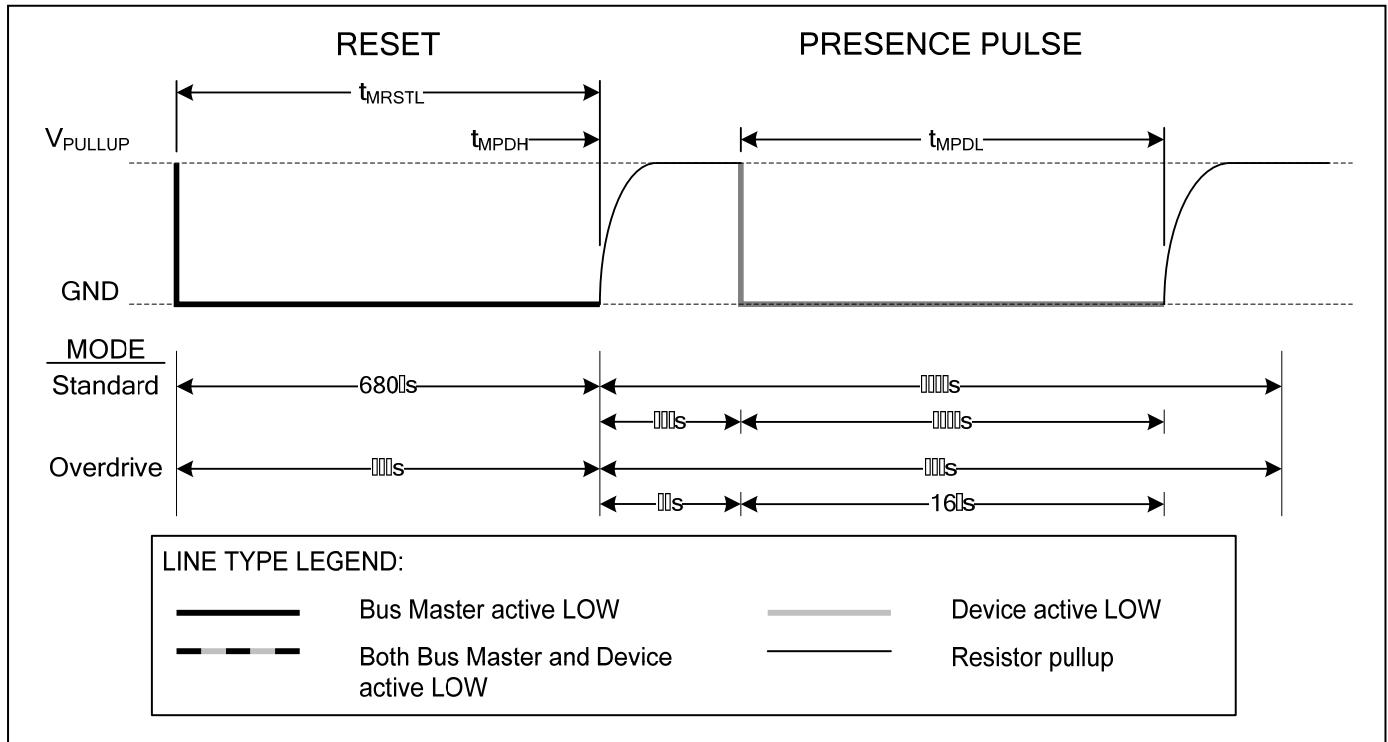 RESET PRESENCE PULSE
tMRSTL
VPULLUP tMPDH tMPDL
GND
MODE
Standard 680▯s ▯▯▯▯s
▯▯▯s ▯▯▯▯s
Overdrive ▯▯▯s ▯▯▯s
▯▯s 16▯s
LINE TYPE LEGEND:
Bus Master active LOW Device active LOW
Both Bus Master and Device Resistor pullup
active LOW